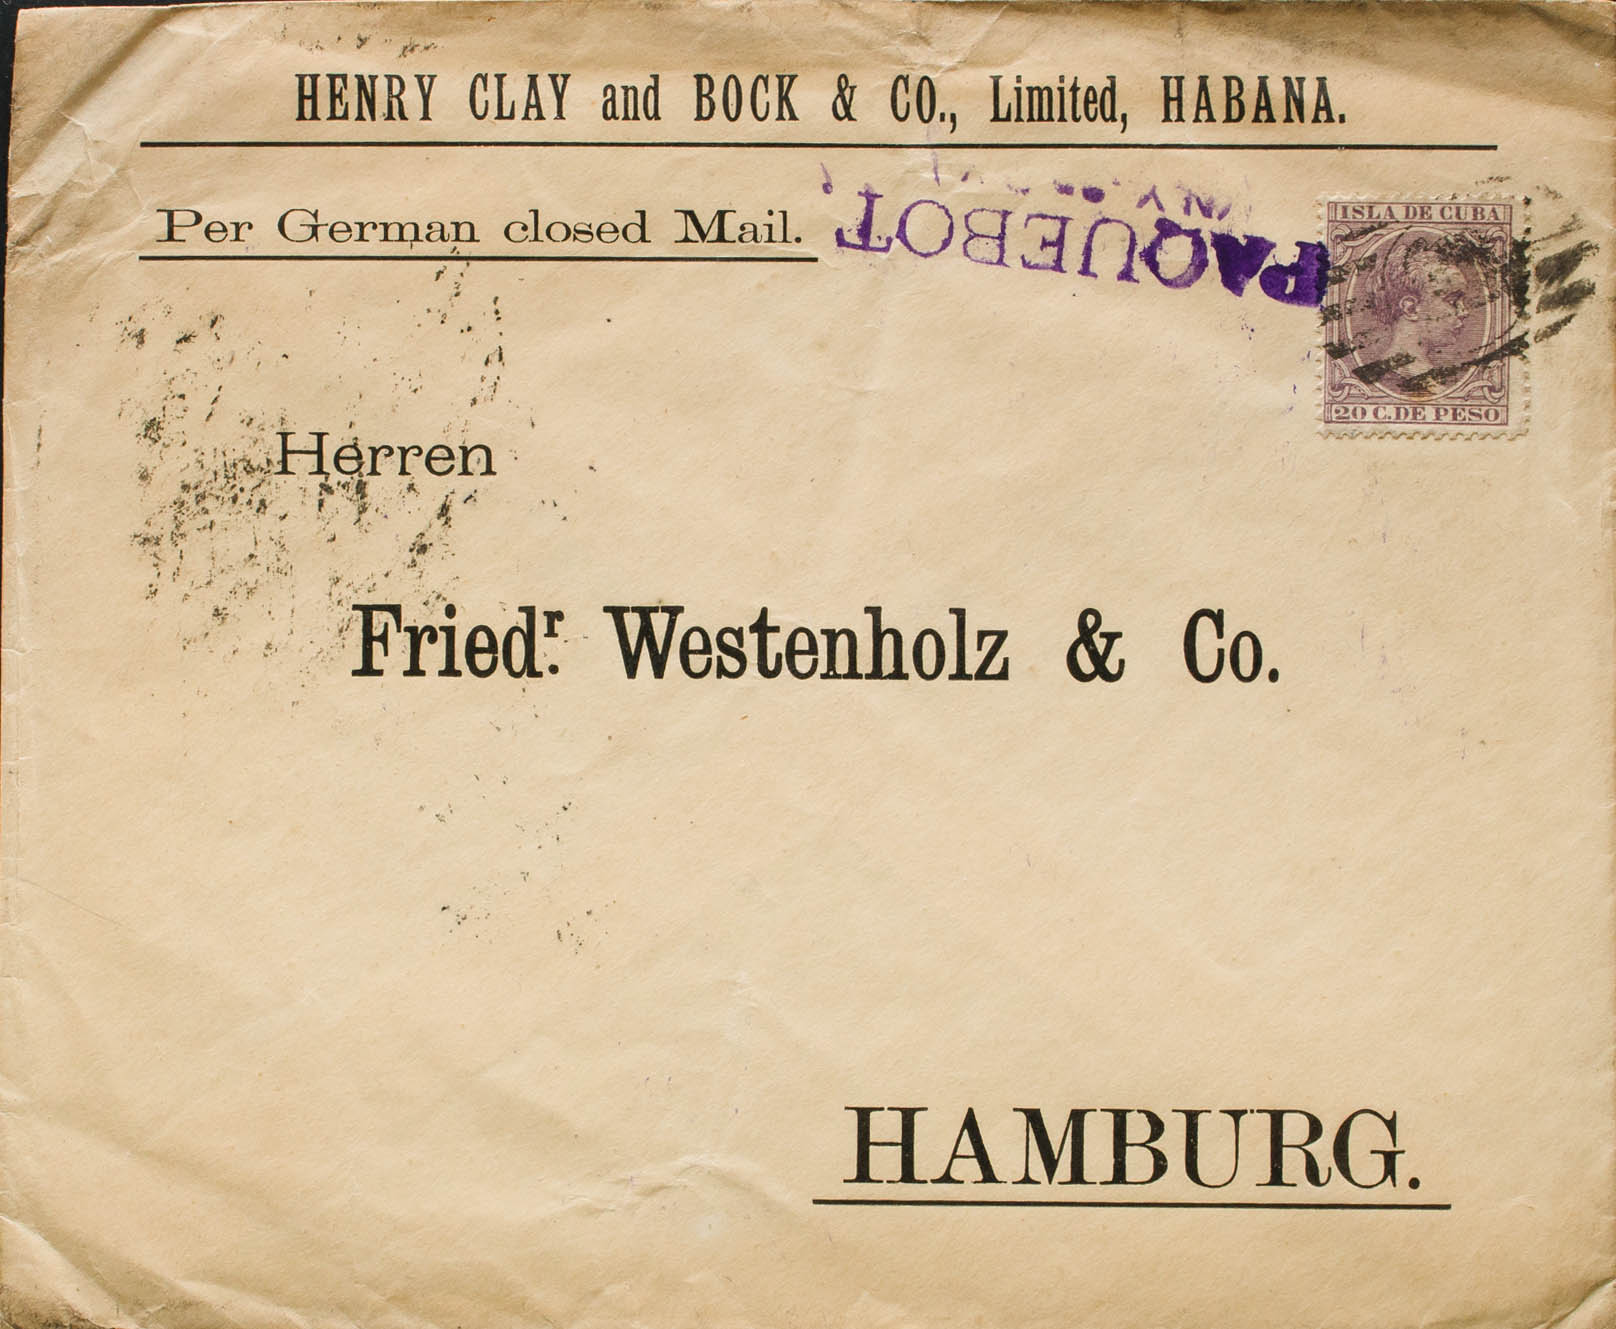 HENRY CLAY and BOCK & CO., Limited, HABANA.
Per German closed Mail.
PAQUEBOT
ISLA DE CUBA
20 C. DE PESO
Herren
Friedr. Westenholz & Co.
HAMBURG.